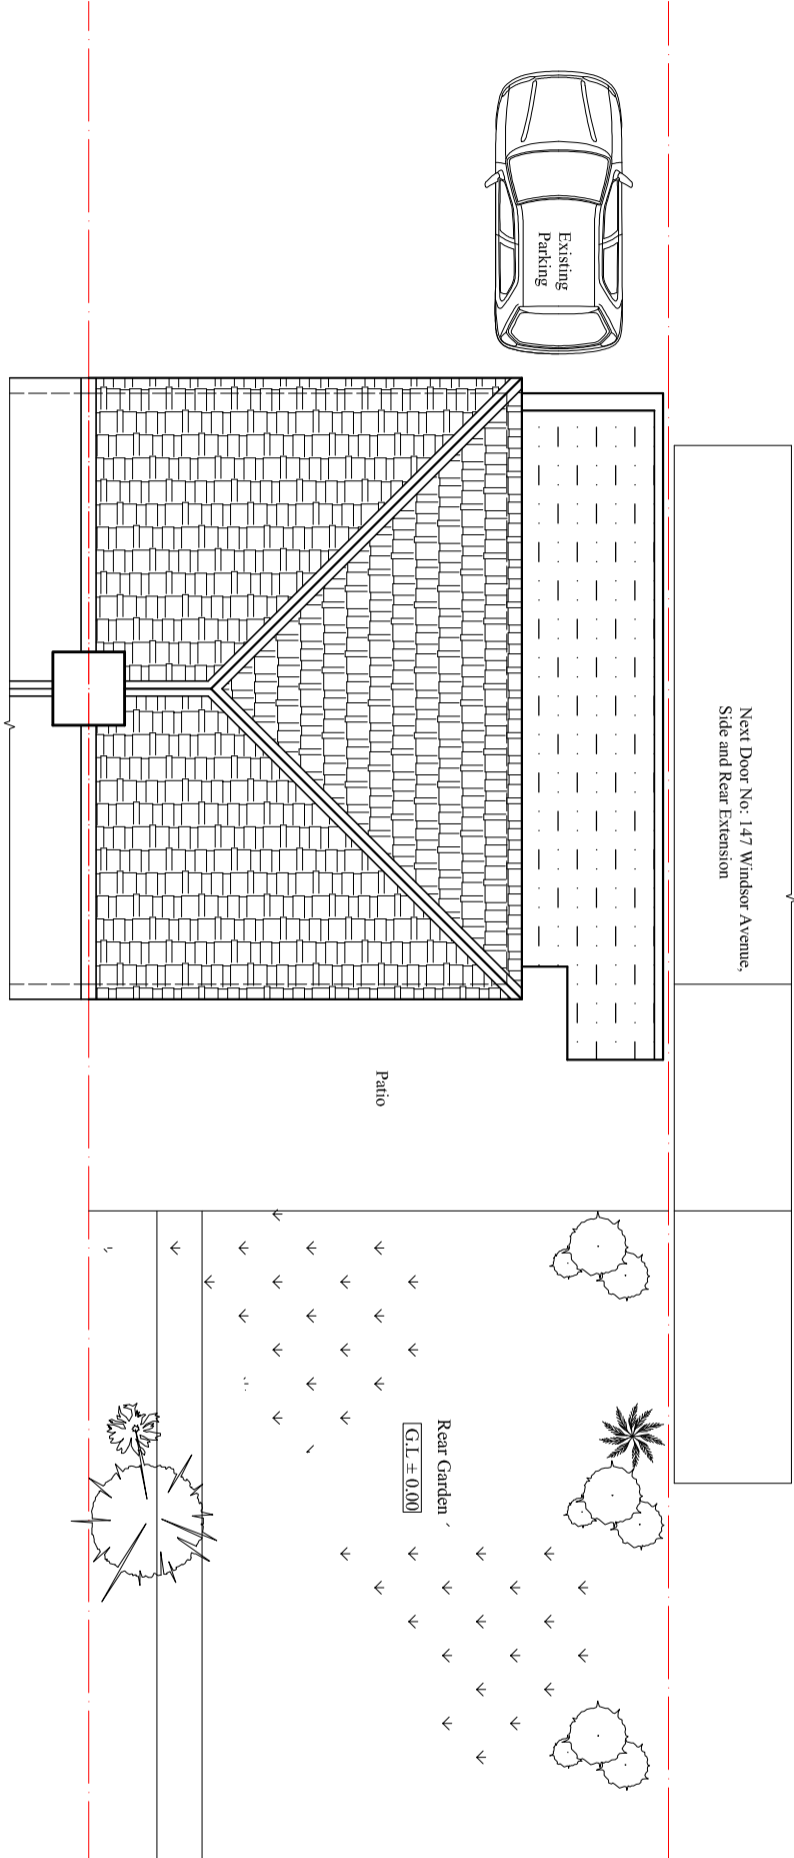 Existing
Parking
Next Door No: 147 Windsor Avenue,
Side and Rear Extension
Patio
Rear Garden
G.L ± 0.00